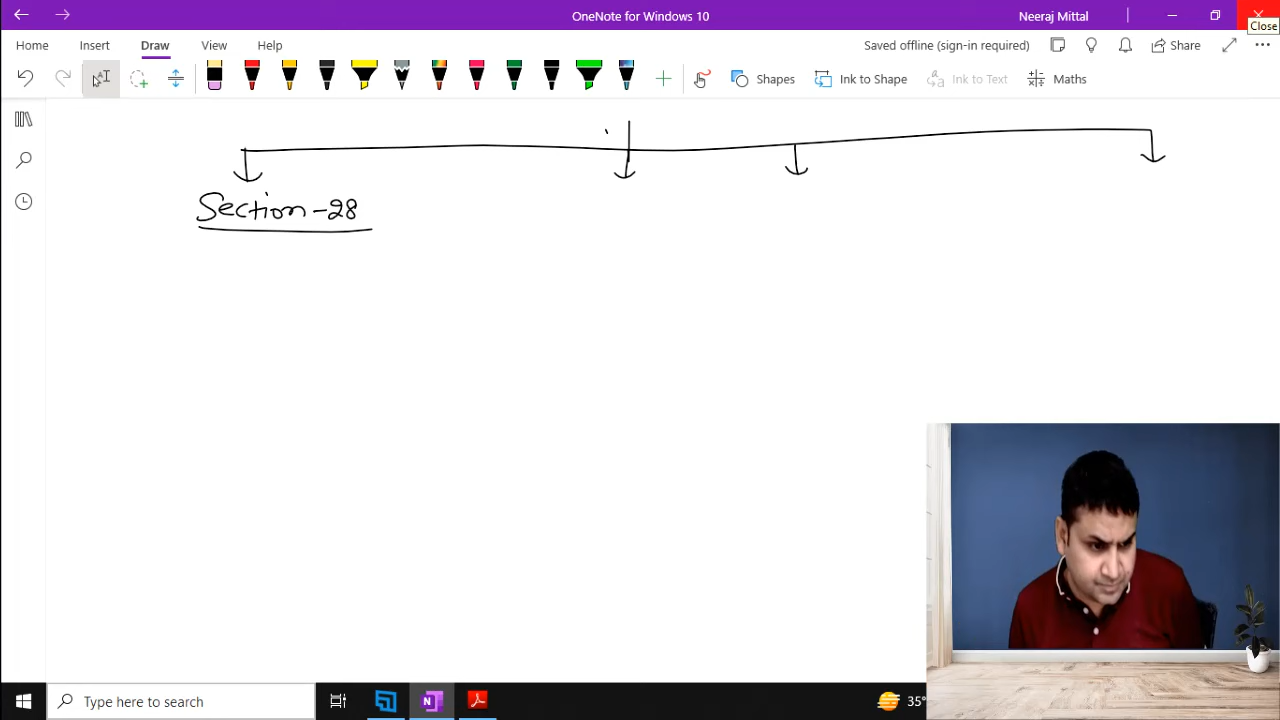 OneNote for Windows 10
Neeraj Mittal
Close
Home
Insert
Draw
View
Help
Saved offline (sign-in required)
Share
Shapes
Ink to Shape
Ink to Text
Maths
Section-28
Type here to search
35°